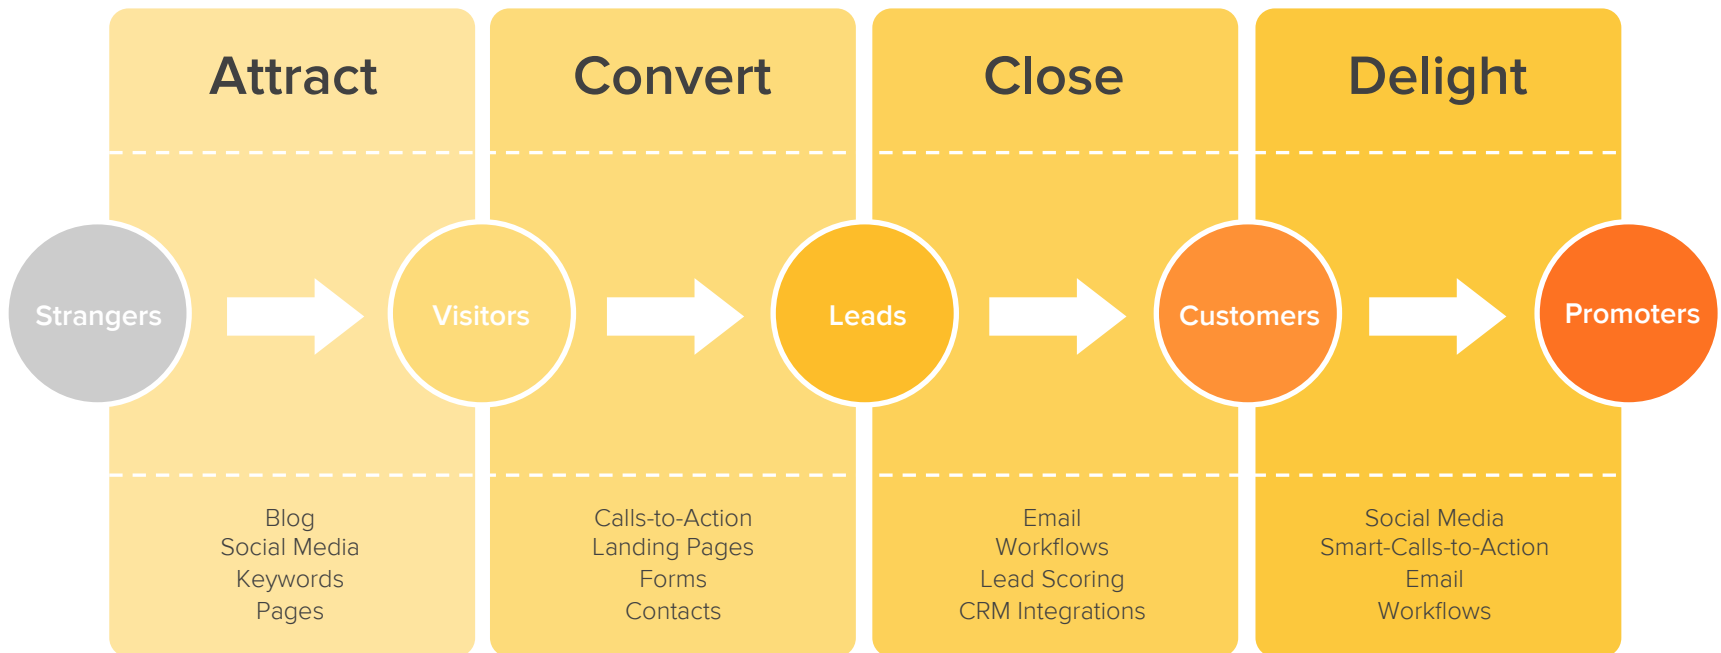 Attract
Convert
Close
Delight
Strangers
Visitors
Leads
Customers
Promoters
Blog
Social Media
Keywords
Pages
Calls-to-Action
Landing Pages
Forms
Contacts
Email
Workflows
Lead Scoring
CRM Integrations
Social Media
Smart-Calls-to-Action
Email
Workflows